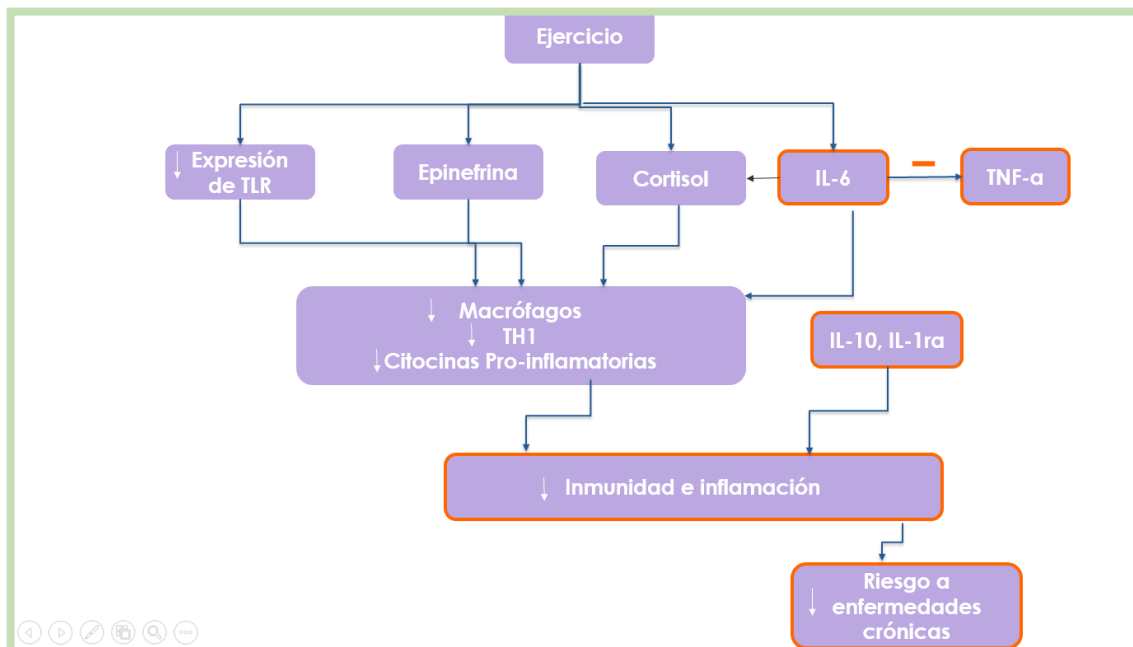 Ejercicio
↓ Expresión
de TLR
Epinefrina
Cortisol
IL-6
−
TNF-a
↓ Macrófagos
↓ TH1
↓ Citocinas Pro-inflamatorias
IL-10, IL-1ra
↓ Inmunidad e inflamación
↓ Riesgo a
enfermedades
crónicas